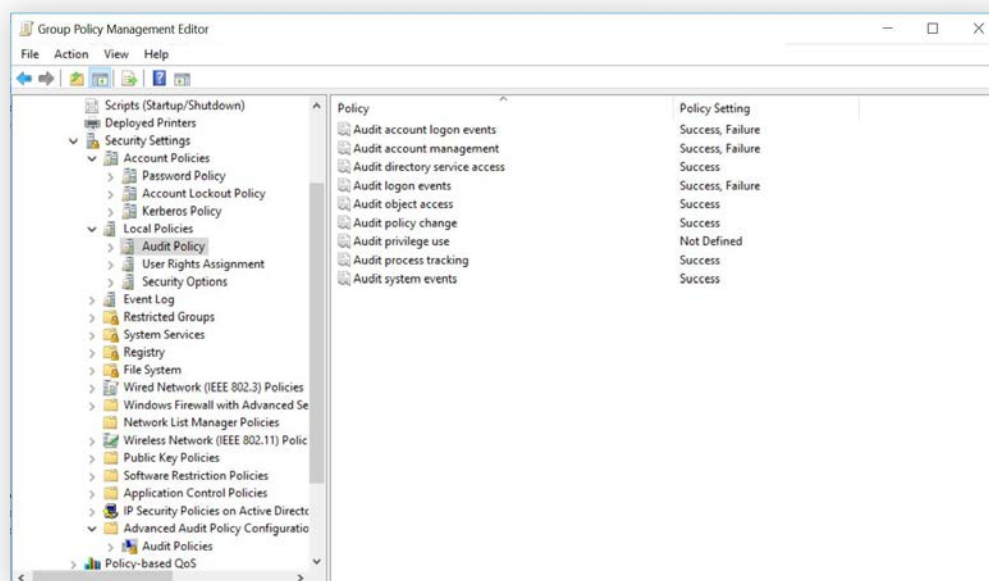 Group Policy Management Editor
File Action View Help
Scripts (Startup/Shutdown)
Deployed Printers
Security Settings
Account Policies
Password Policy
Account Lockout Policy
Kerberos Policy
Local Policies
Audit Policy
User Rights Assignment
Security Options
Event Log
Restricted Groups
System Services
Registry
File System
Wired Network (IEEE 802.3) Policies
Windows Firewall with Advanced Se
Network List Manager Policies
Wireless Network (IEEE 802.11) Polic
Public Key Policies
Software Restriction Policies
Application Control Policies
IP Security Policies on Active Directo
Advanced Audit Policy Configuratio
Audit Policies
Policy-based QoS
Policy Policy Setting
Audit account logon events Success, Failure
Audit account management Success, Failure
Audit directory service access Success
Audit logon events Success, Failure
Audit object access Success
Audit policy change Success
Audit privilege use Not Defined
Audit process tracking Success
Audit system events Success